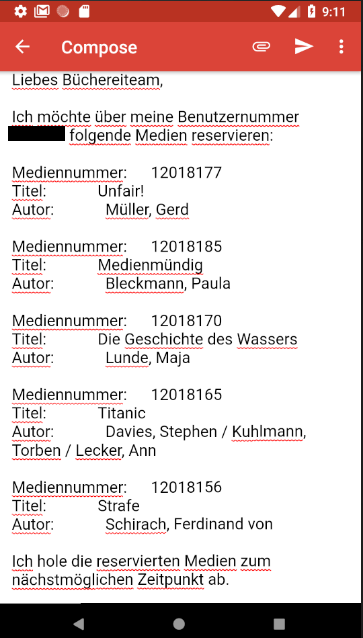 9:11
Compose
Liebes Büchereiteam,
Ich möchte über meine Benutzernummer
folgende Medien reservieren:
Mediennummer: 12018177
Titel: Unfair!
Autor: Müller, Gerd
Mediennummer: 12018185
Titel: Medienmündig
Autor: Bleckmann, Paula
Mediennummer: 12018170
Titel: Die Geschichte des Wassers
Autor: Lunde, Maja
Mediennummer: 12018165
Titel: Titanic
Autor: Davies, Stephen / Kuhlmann,
Torben / Lecker, Ann
Mediennummer: 12018156
Titel: Strafe
Autor: Schirach, Ferdinand von
Ich hole die reservierten Medien zum
nächstmöglichen Zeitpunkt ab.